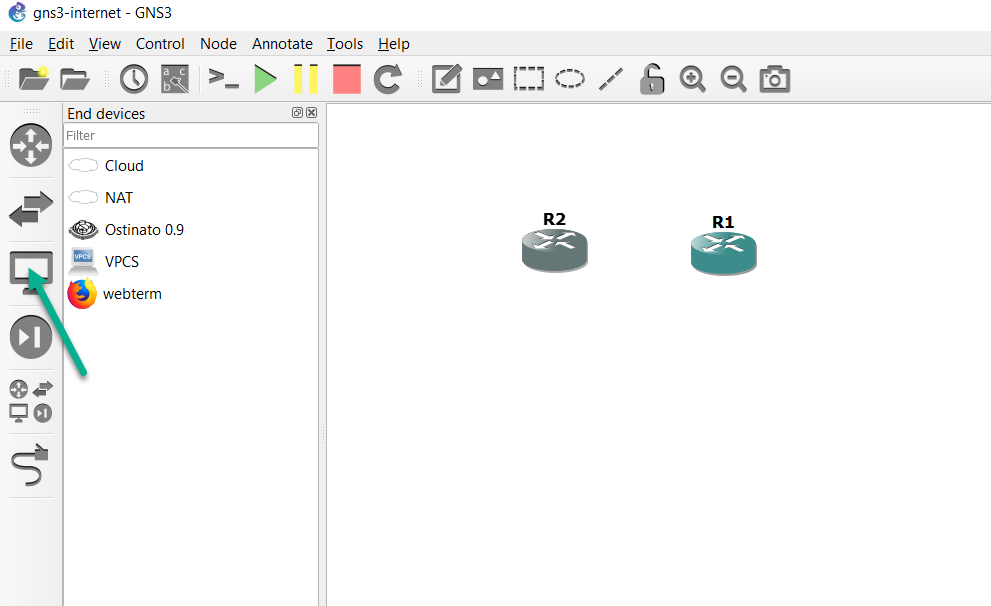 gns3-internet - GNS3
File Edit View Control Node Annotate Tools Help
a c
b
End devices
Filter
Cloud
NAT
Ostinato 0.9
VPCS
VPCS
webterm
R2
R1